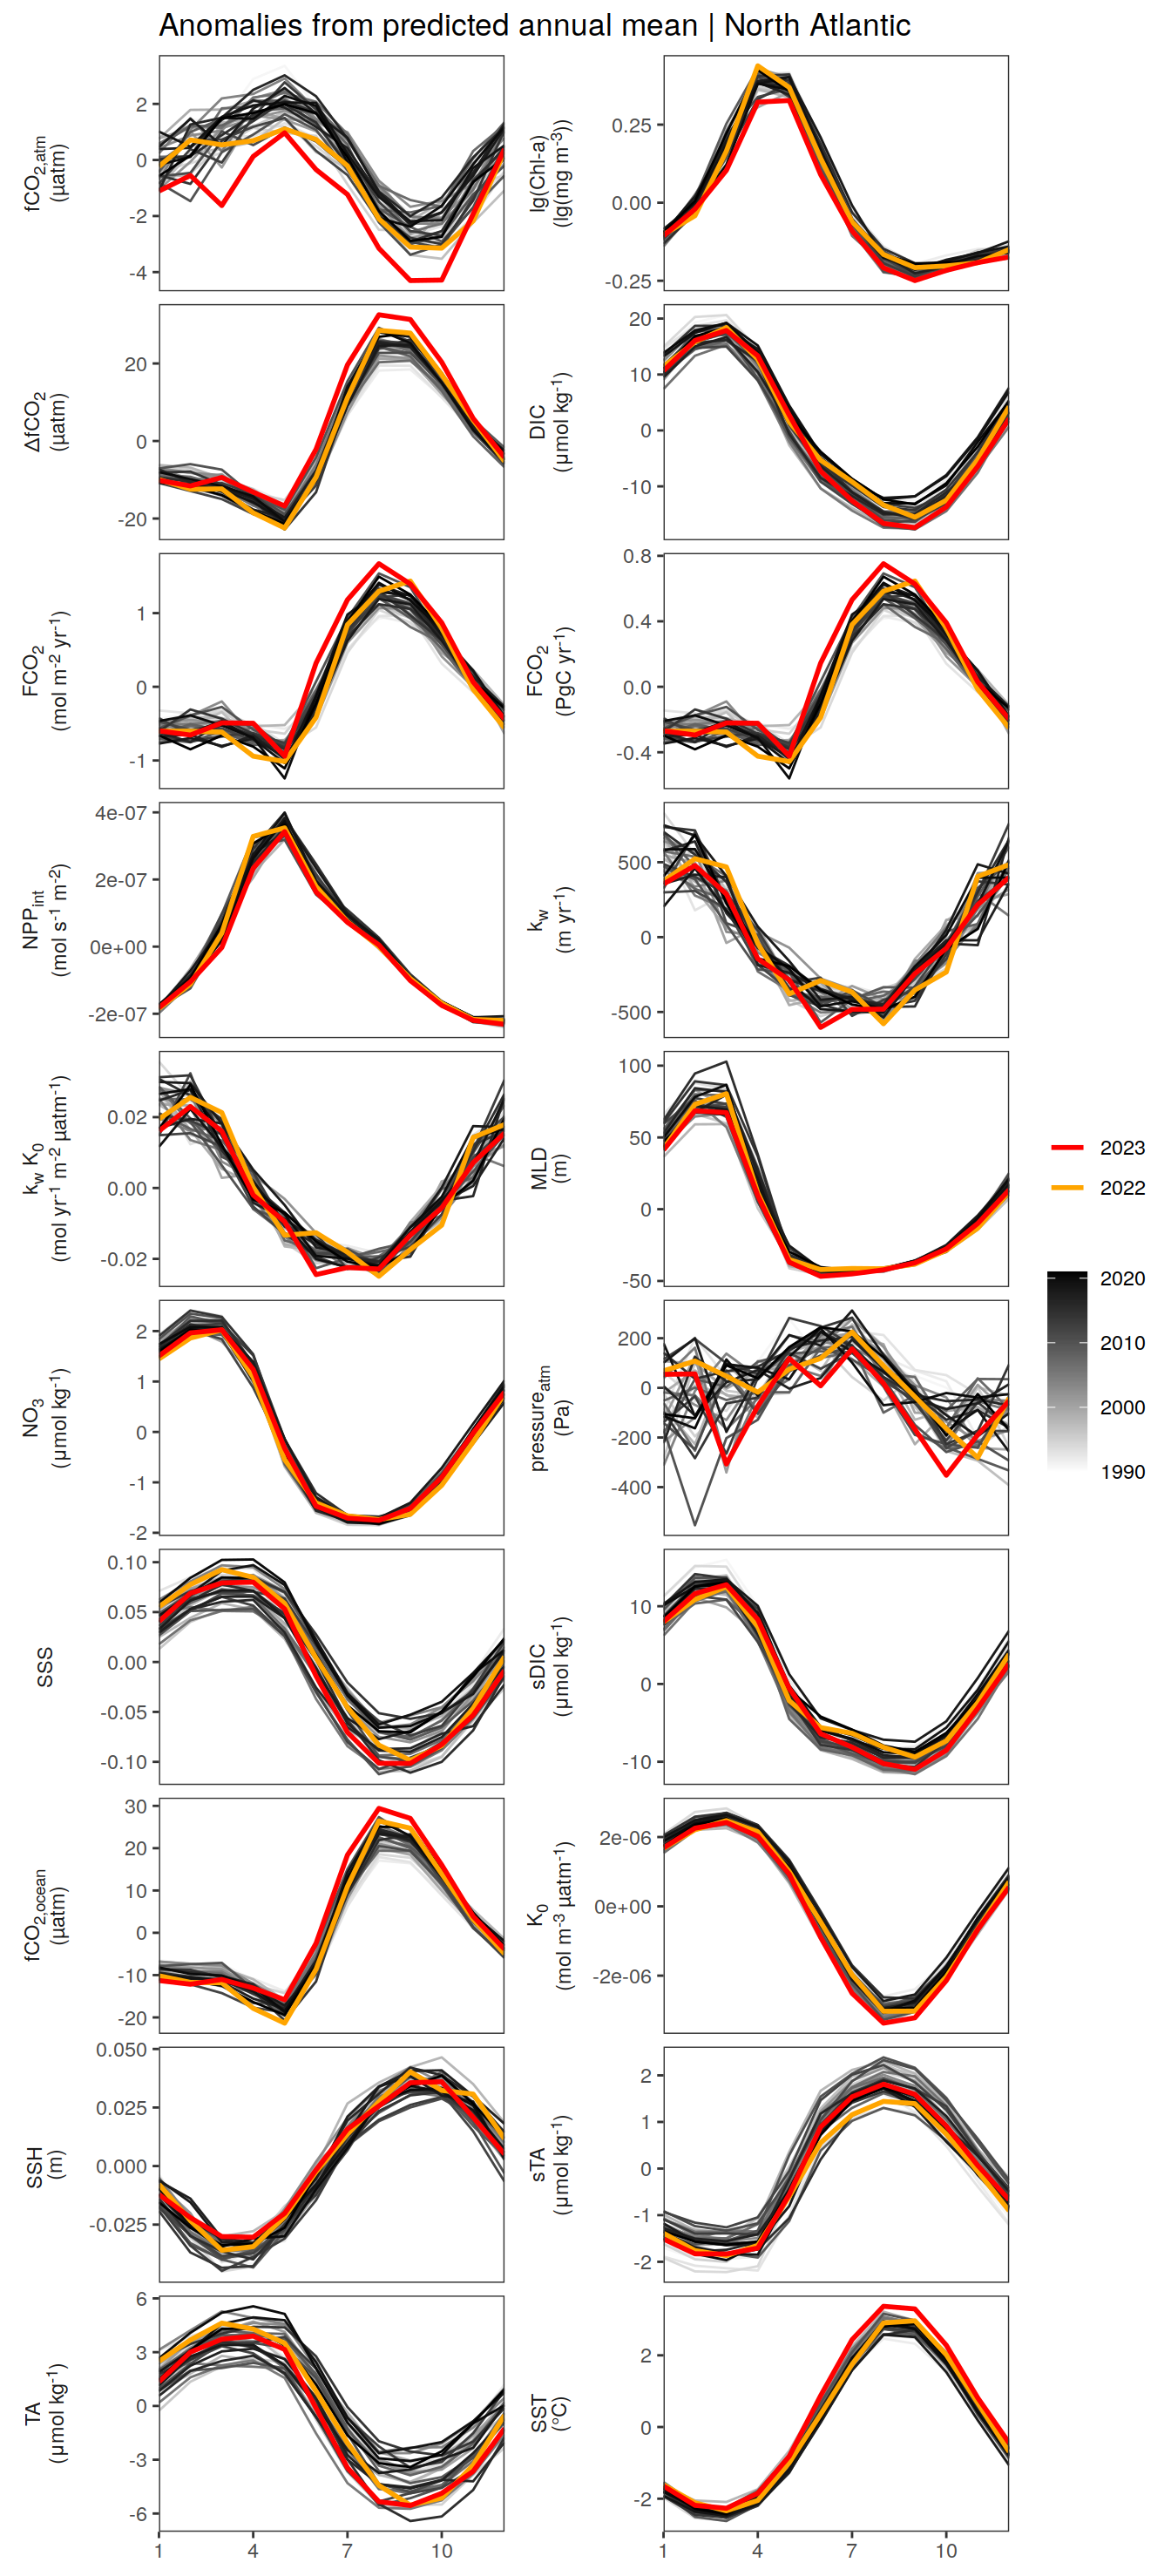 Anomalies from predicted annual mean | North Atlantic
fCO2,atm
(µatm)
2
0
-2
-4
lg(Chl-a)
(lg(mg m-3))
0.25
0.00
-0.25
ΔfCO2
(µatm)
20
0
-20
DIC
(µmol kg-1)
20
10
0
-10
FCO2
(mol m-2 yr-1)
1
0
-1
FCO2
(PgC yr-1)
0.8
0.4
0.0
-0.4
NPPint
(mol s-1 m-2)
4e-07
2e-07
0e+00
-2e-07
kw
(m yr-1)
500
0
-500
kw K0
(mol yr-1 m-2 µatm-1)
0.02
0.00
-0.02
MLD
(m)
100
50
0
-50
NO3
(µmol kg-1)
2
1
0
-1
-2
pressureatm
(Pa)
200
0
-200
-400
SSS
0.10
0.05
0.00
-0.05
-0.10
sDIC
(µmol kg-1)
10
0
-10
fCO2,ocean
(µatm)
30
20
10
0
-10
-20
K0
(mol m-3 µatm-1)
2e-06
0e+00
-2e-06
SSH
(m)
0.050
0.025
0.000
-0.025
sTA
(µmol kg-1)
2
1
0
-1
-2
TA
(µmol kg-1)
6
3
0
-3
-6
SST
(°C)
2
0
-2
1 4 7 10
1 4 7 10
2023
2022
2020
2010
2000
1990